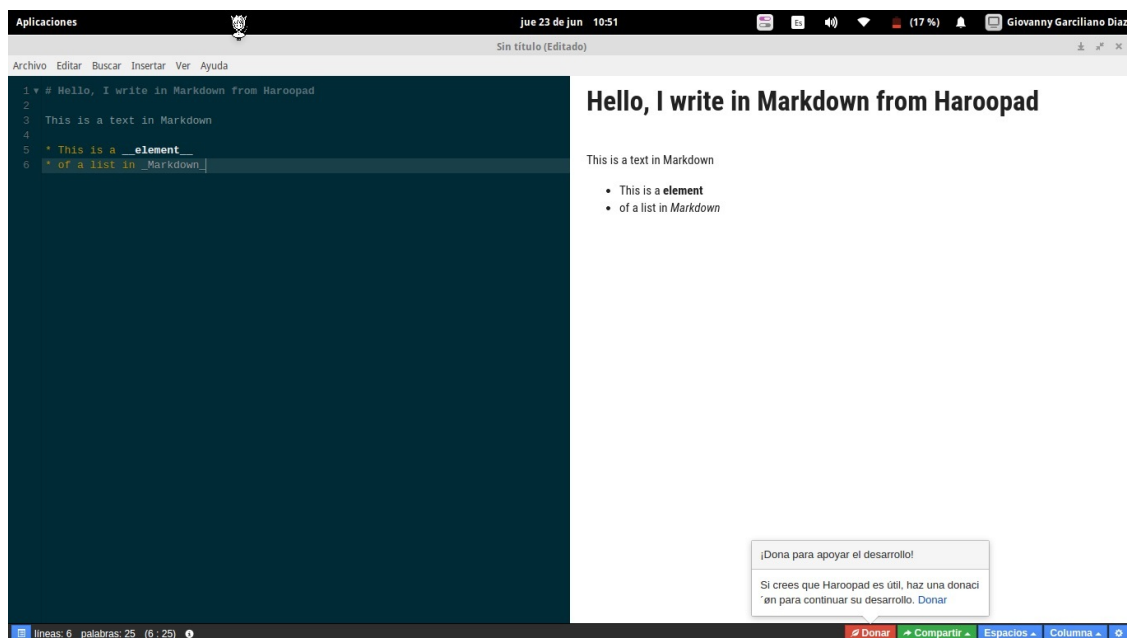 Aplicaciones jue 23 de jun 10:51 Es (17 %) Giovanny Garciliano Diaz
Sin título (Editado)
Archivo Editar Buscar Insertar Ver Ayuda
1 # Hello, I write in Markdown from Haroopad
2
3 This is a text in Markdown
4
5 * This is a __element__
6 * of a list in _Markdown_
Hello, I write in Markdown from Haroopad
This is a text in Markdown
• This is a element
• of a list in Markdown
¡Dona para apoyar el desarrollo!
Si crees que Haroopad es útil, haz una donaci
´øn para continuar su desarrollo. Donar
líneas: 6 palabras: 25 (6 : 25) Donar Compartir Espacios Columna